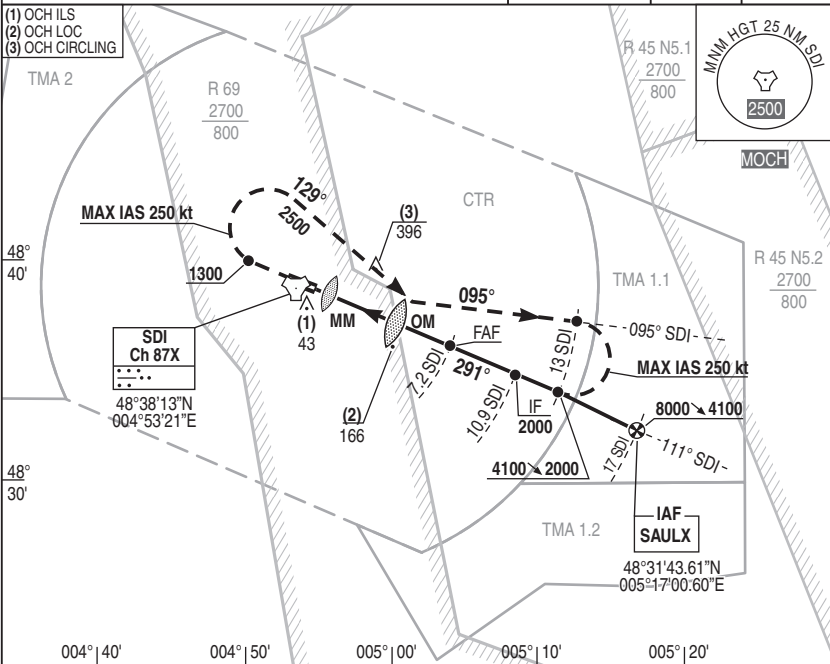 (1) OCH ILS
(2) OCH LOC
(3) OCH CIRCLING
TMA 2
R 69
2700
800
R 45 N5.1
2700
800
MNM HGT 25 NM SDI
2500
MOCH
CTR
129°
2500
MAX IAS 250 kt
(3)
396
48°
40'
1300
TMA 1.1
R 45 N5.2
2700
800
095°
095° SDI
(1)
43
MM
OM
FAF
13 SDI
SDI
Ch 87X
48°38'13"N
004°53'21"E
7.2 SDI
291°
MAX IAS 250 kt
10.9 SDI
IF
2000
8000 ↘ 4100
(2)
166
4100 ↘ 2000
17 SDI
111° SDI
48°
30'
IAF
SAULX
48°31'43.61"N
005°17'00.60"E
TMA 1.2
004° 40'
004° 50'
005° 00'
005° 10'
005° 20'